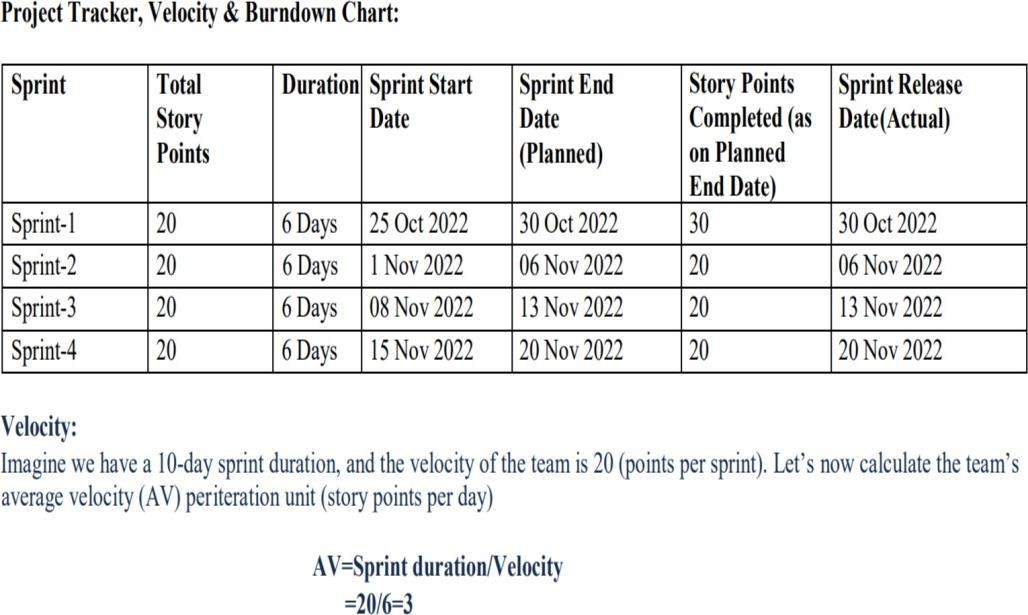 Project Tracker, Velocity & Burndown Chart:
Sprint Total Story Points Duration Sprint Start Date Sprint End Date (Planned) Story Points Completed (as on Planned End Date) Sprint Release Date(Actual)
Sprint-1 20 6 Days 25 Oct 2022 30 Oct 2022 30 30 Oct 2022
Sprint-2 20 6 Days 1 Nov 2022 06 Nov 2022 20 06 Nov 2022
Sprint-3 20 6 Days 08 Nov 2022 13 Nov 2022 20 13 Nov 2022
Sprint-4 20 6 Days 15 Nov 2022 20 Nov 2022 20 20 Nov 2022
Velocity:
Imagine we have a 10-day sprint duration, and the velocity of the team is 20 (points per sprint). Let’s now calculate the team’s
average velocity (AV) periteration unit (story points per day)
AV=Sprint duration/Velocity
=20/6=3